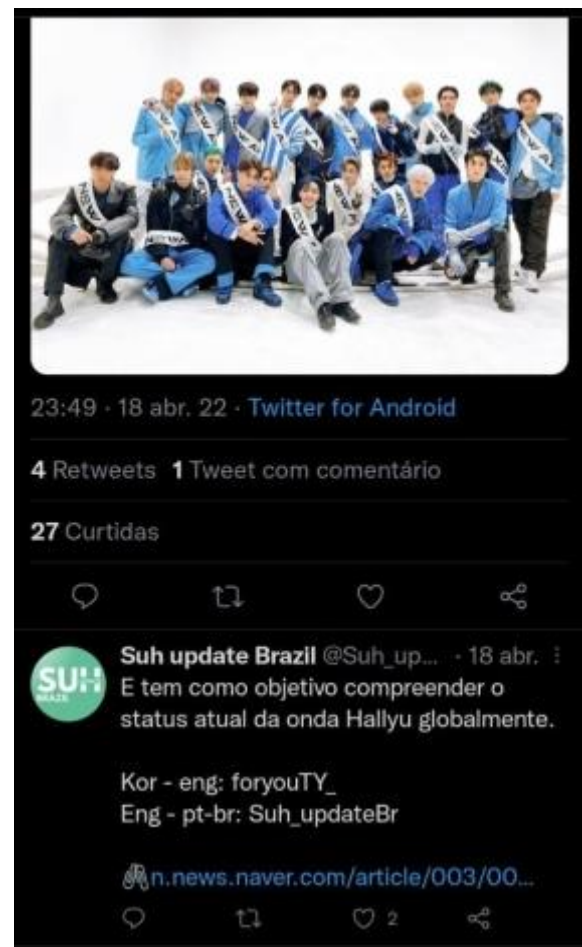 23:49 · 18 abr. 22 · Twitter for Android
4 Retweets 1 Tweet com comentário
27 Curtidas
Suh update Brazil @Suh_up... · 18 abr.
SUH
BRAZIL
E tem como objetivo compreender o
status atual da onda Hallyu globalmente.
Kor - eng: foryouTY_
Eng - pt-br: Suh_updateBr
n.news.naver.com/article/003/00...
2